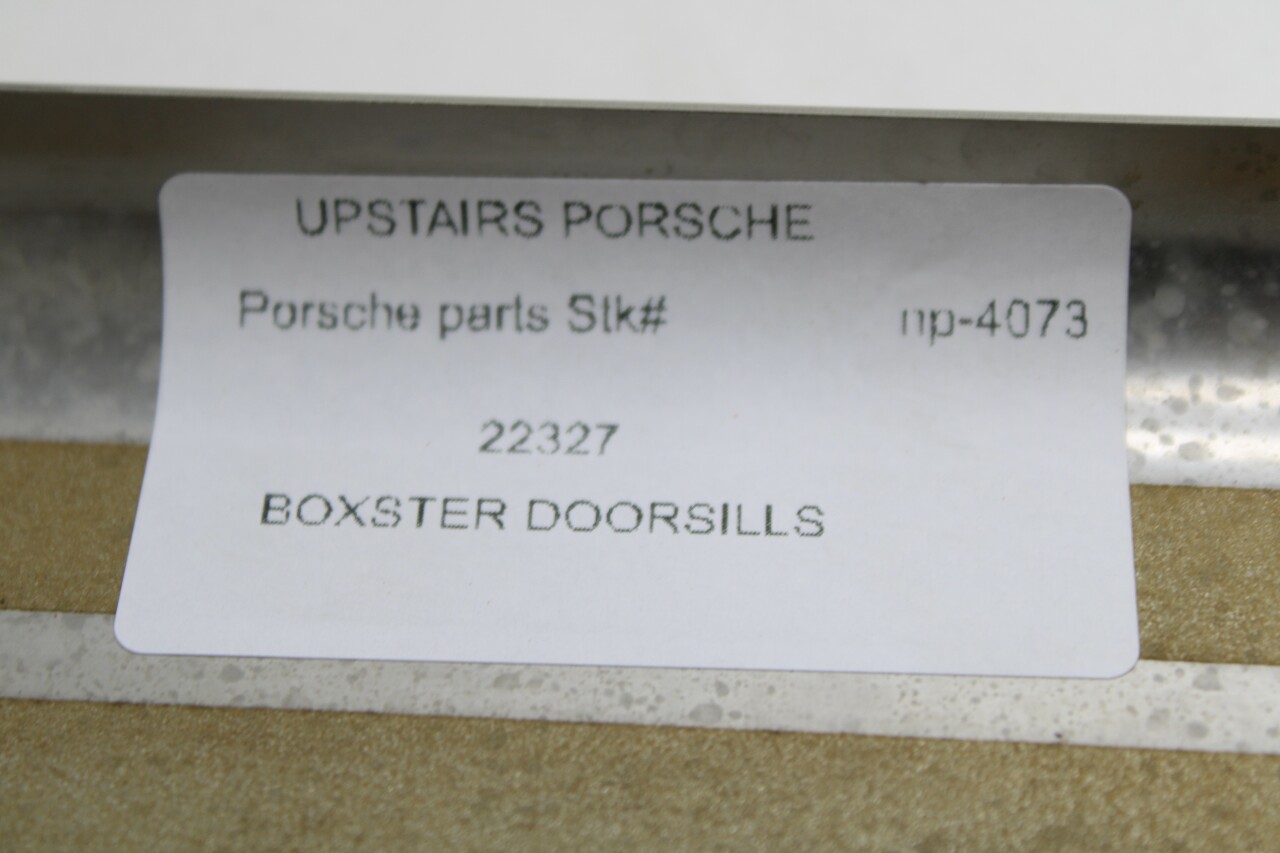 UPSTAIRS PORSCHE
Porsche parts Stk# np-4073
22327
BOXSTER DOORSILLS